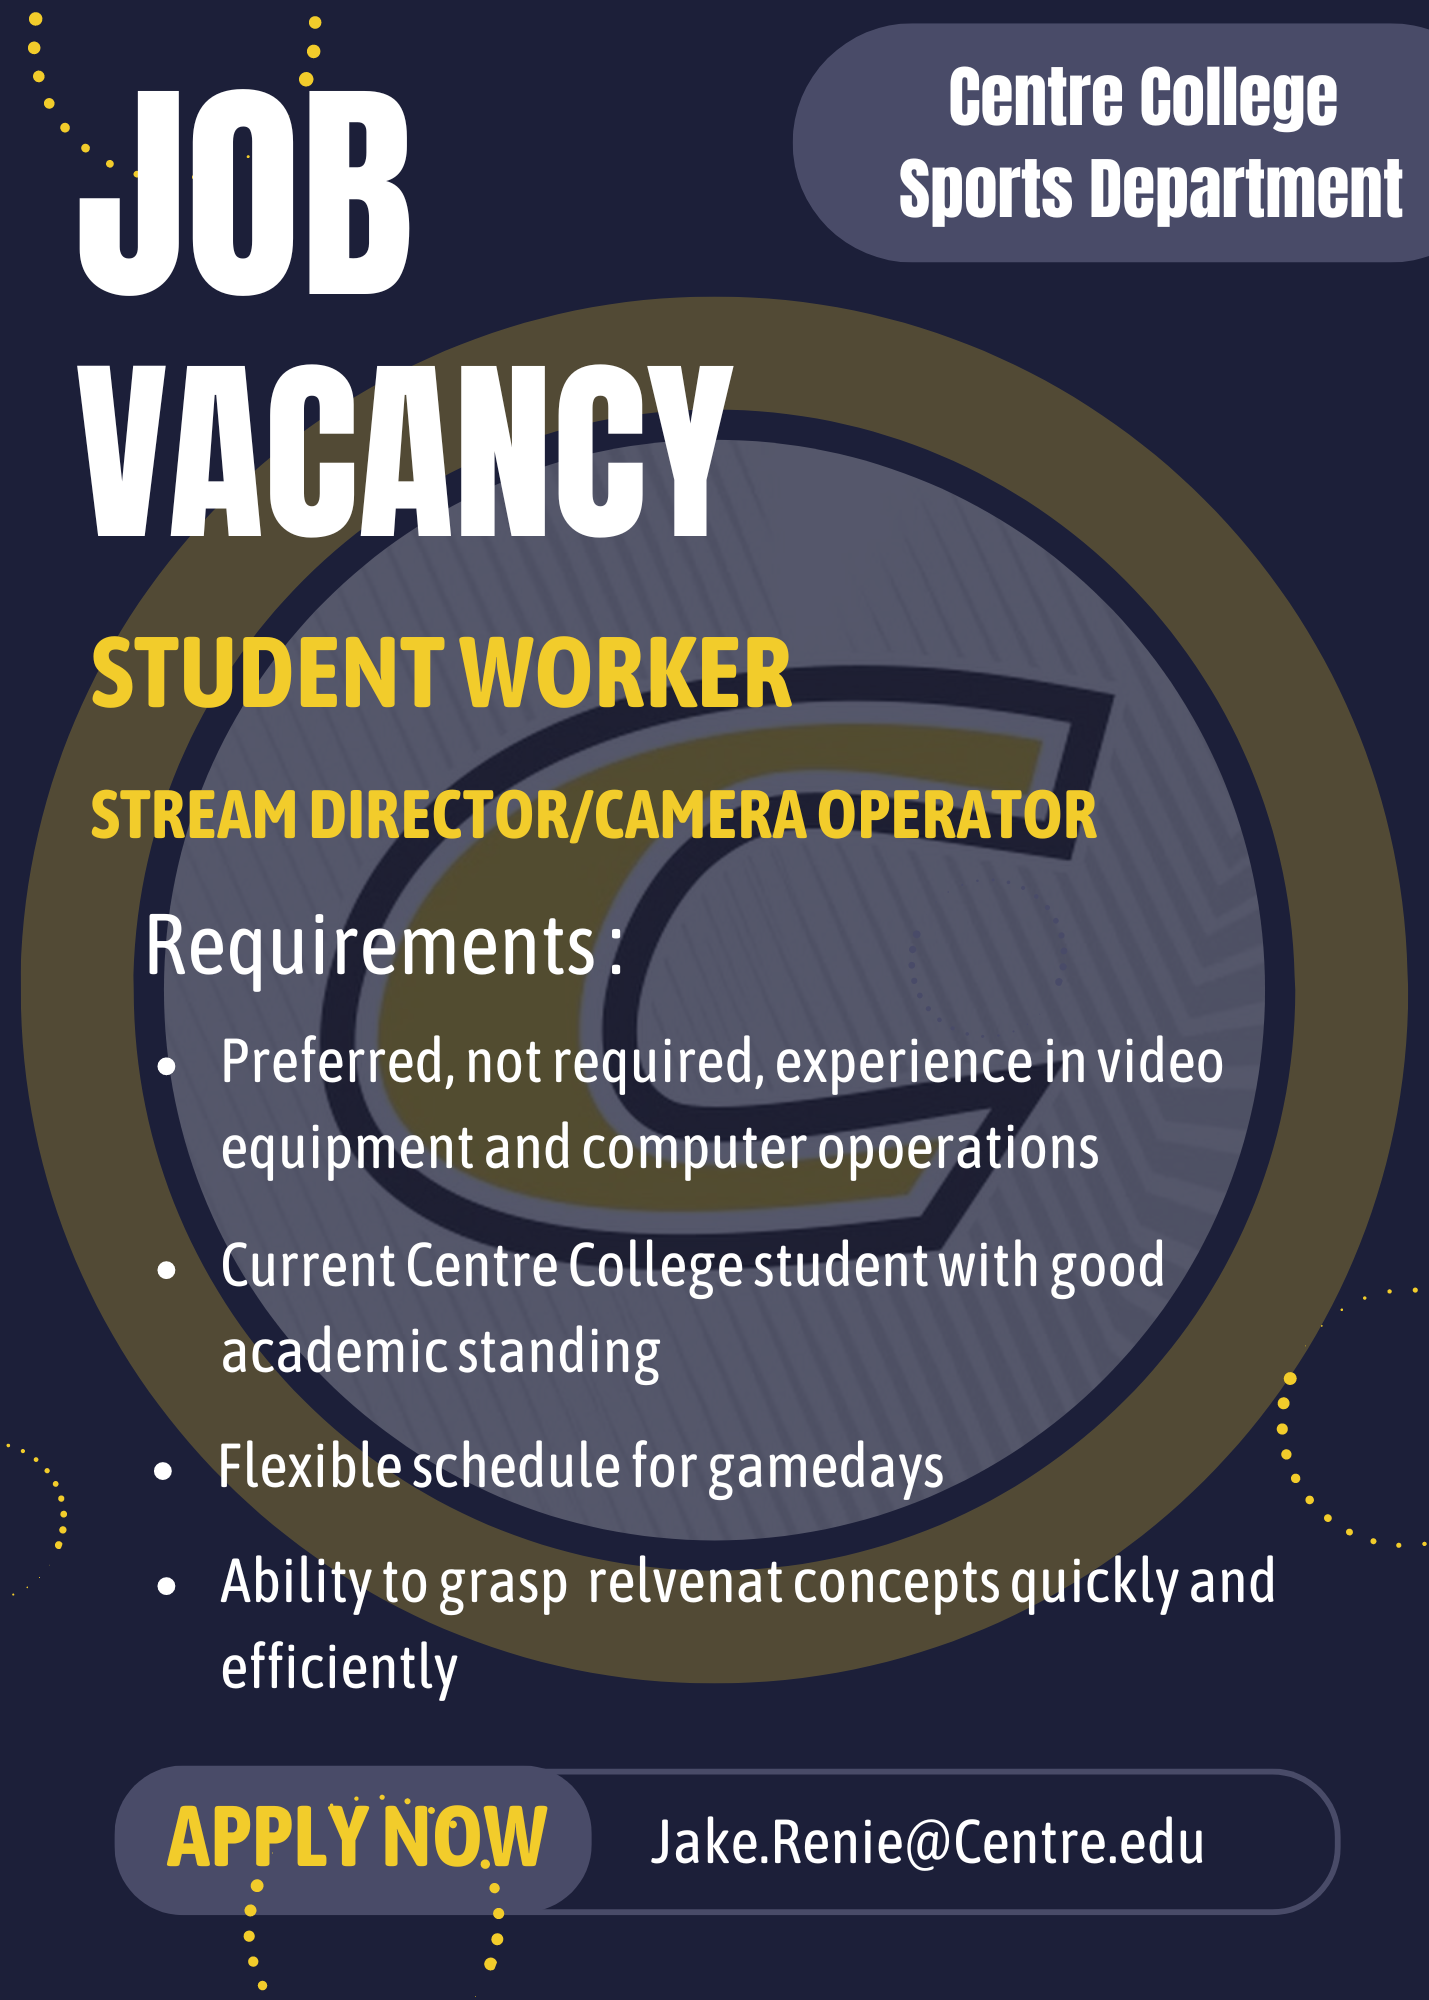 Centre College
Sports Department
JOB
VACANCY
STUDENT WORKER
STREAM DIRECTOR/CAMERA OPERATOR
Requirements :
• Preferred, not required, experience in video
equipment and computer opoerations
• Current Centre College student with good
academic standing
• Flexible schedule for gamedays
• Ability to grasp relvenat concepts quickly and
efficiently
APPLY NOW
Jake.Renie@Centre.edu